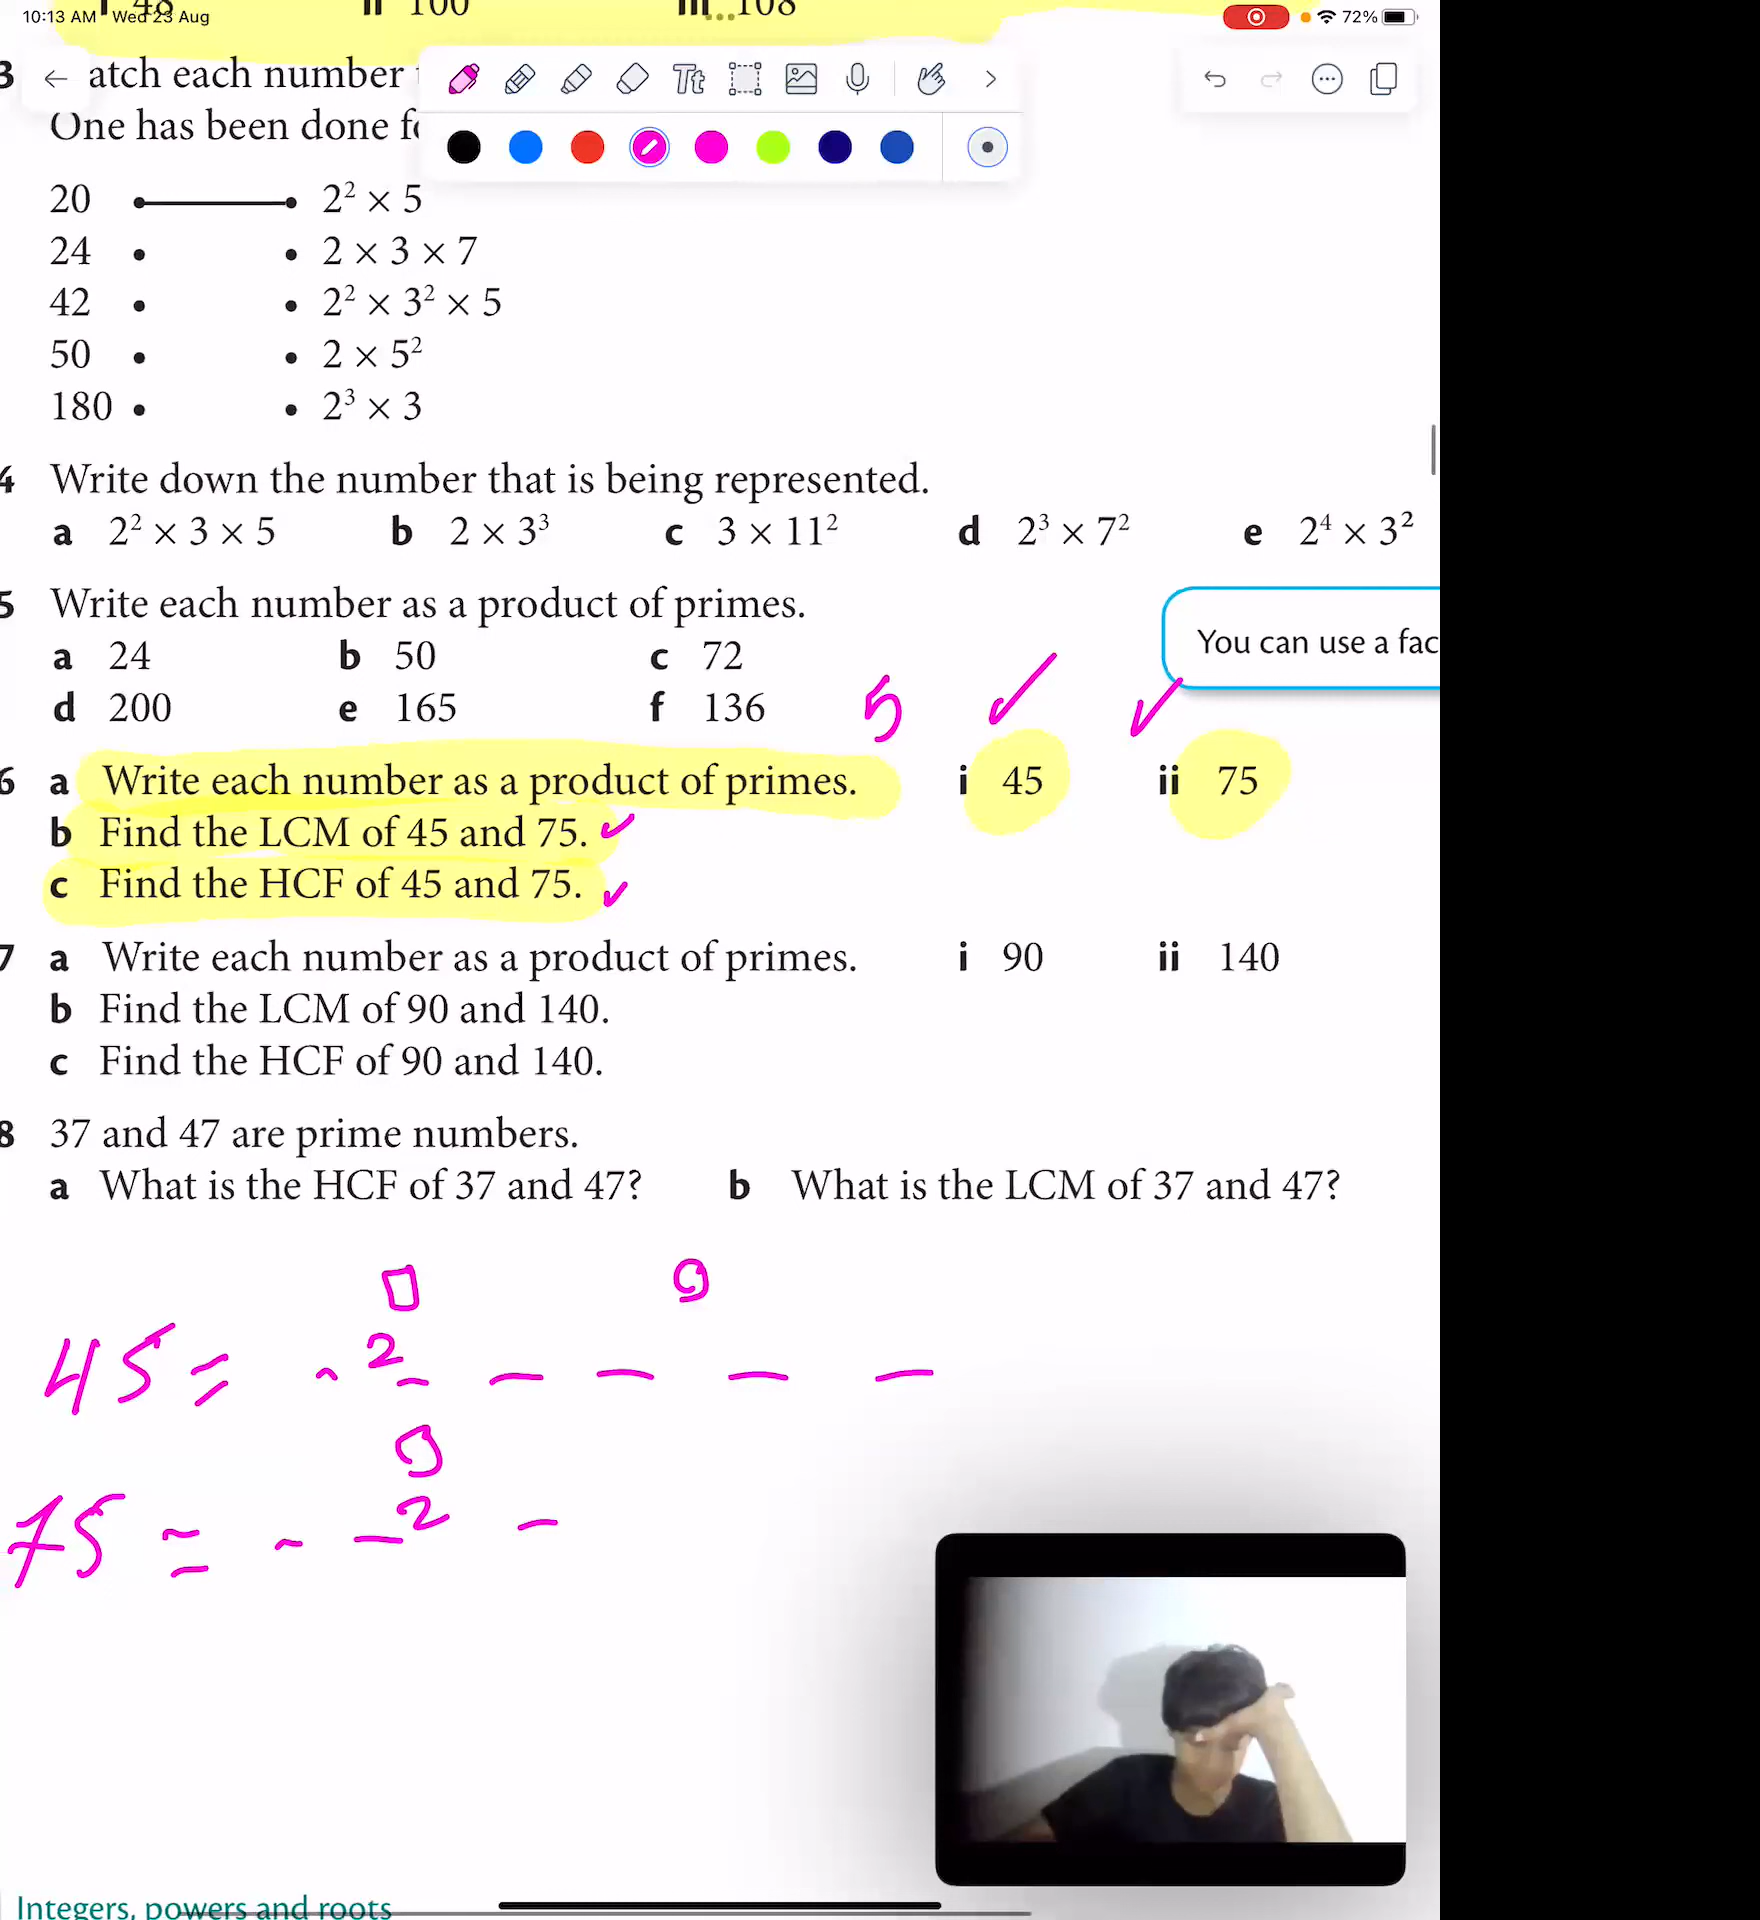 48 ii 100 iii 108
10:13 AM Wed 23 Aug 72%
3 atch each number
One has been done fo
20 2² × 5
24 2 × 3 × 7
42 2² × 3² × 5
50 2 × 5²
180 2³ × 3
4 Write down the number that is being represented.
a 2² × 3 × 5 b 2 × 3³ c 3 × 11² d 2³ × 7² e 2⁴ × 3²
5 Write each number as a product of primes.
You can use a fac
a 24 b 50 c 72
d 200 e 165 f 136 5
6 a Write each number as a product of primes. i 45 ii 75
b Find the LCM of 45 and 75.
c Find the HCF of 45 and 75.
7 a Write each number as a product of primes. i 90 ii 140
b Find the LCM of 90 and 140.
c Find the HCF of 90 and 140.
8 37 and 47 are prime numbers.
a What is the HCF of 37 and 47? b What is the LCM of 37 and 47?
45 = 2
75 = 2
Integers, powers and roots